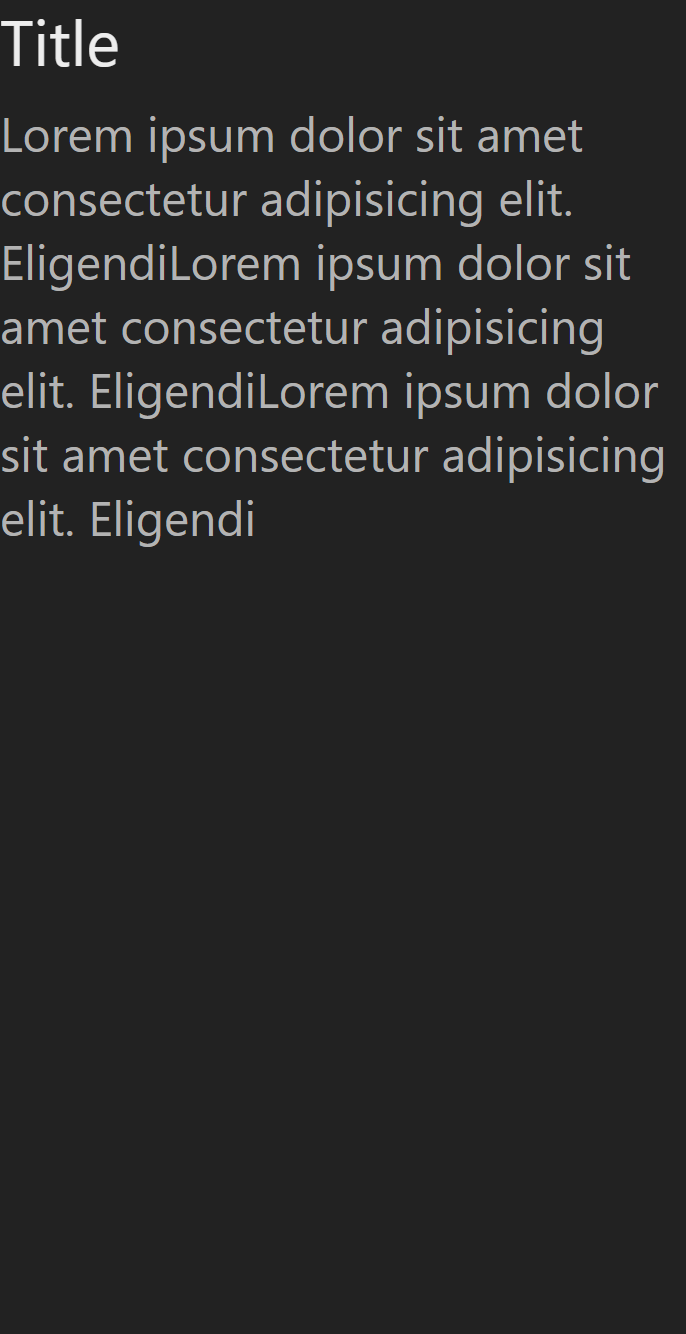 Title
Lorem ipsum dolor sit amet
consectetur adipisicing elit.
EligendiLorem ipsum dolor sit
amet consectetur adipisicing
elit. EligendiLorem ipsum dolor
sit amet consectetur adipisicing
elit. Eligendi